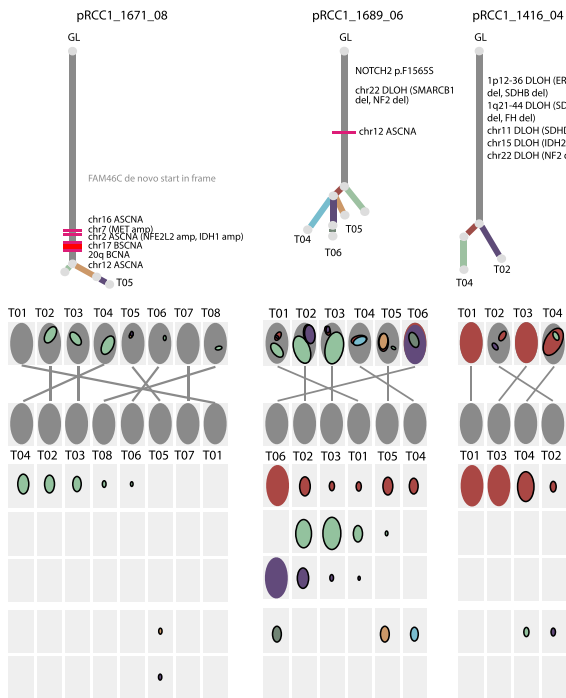 pRCC1_1671_08
pRCC1_1689_06
pRCC1_1416_04
GL
FAM46C de novo start in frame
chr16 ASCNA
chr7 (MET amp)
chr2 ASCNA (NFE2L2 amp, IDH1 amp)
chr17 BSCNA
20q BCNA
chr12 ASCNA
T05
GL
NOTCH2 p.F1565S
chr22 DLOH (SMARCB1
del, NF2 del)
chr12 ASCNA
T04
T05
T06
GL
1p12-36 DLOH (ER
del, SDHB del)
1q21-44 DLOH (SD
del, FH del)
chr11 DLOH (SDHD
chr15 DLOH (IDH2
chr22 DLOH (NF2 d
T02
T04
T01 T02 T03 T04 T05 T06 T07 T08
T01 T02 T03 T04 T05 T06
T01 T02 T03 T04
T04 T02 T03 T08 T06 T05 T07 T01
T06 T02 T03 T01 T05 T04
T01 T03 T04 T02